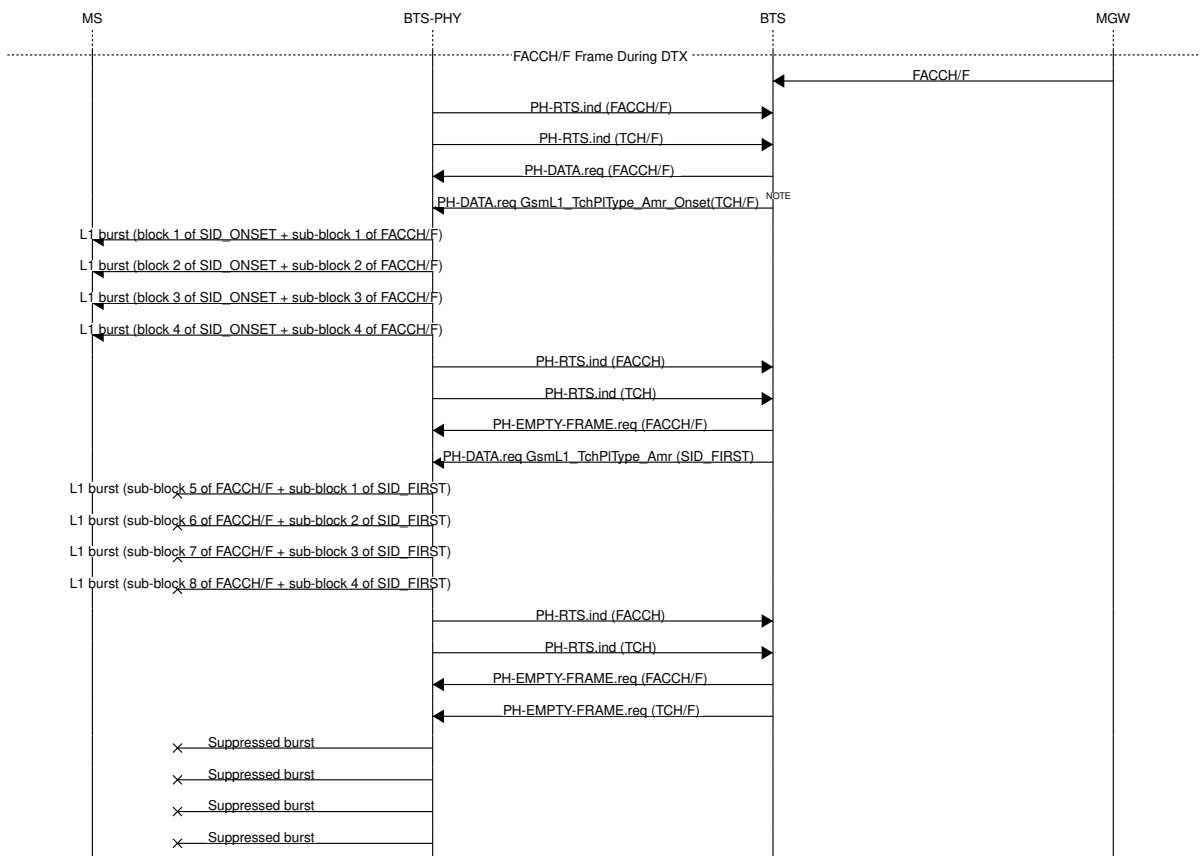 MS BTS-PHY BTS MGW
FACCH/F Frame During DTX
FACCH/F
PH-RTS.ind (FACCH/F)
PH-RTS.ind (TCH/F)
PH-DATA.req (FACCH/F)
PH-DATA.req GsmL1_TchPlType_Amr_Onset(TCH/F) NOTE
L1 burst (block 1 of SID_ONSET + sub-block 1 of FACCH/F)
L1 burst (block 2 of SID_ONSET + sub-block 2 of FACCH/F)
L1 burst (block 3 of SID_ONSET + sub-block 3 of FACCH/F)
L1 burst (block 4 of SID_ONSET + sub-block 4 of FACCH/F)
PH-RTS.ind (FACCH)
PH-RTS.ind (TCH)
PH-EMPTY-FRAME.req (FACCH/F)
PH-DATA.req GsmL1_TchPlType_Amr (SID_FIRST)
L1 burst (sub-block 5 of FACCH/F + sub-block 1 of SID_FIRST)
L1 burst (sub-block 6 of FACCH/F + sub-block 2 of SID_FIRST)
L1 burst (sub-block 7 of FACCH/F + sub-block 3 of SID_FIRST)
L1 burst (sub-block 8 of FACCH/F + sub-block 4 of SID_FIRST)
PH-RTS.ind (FACCH)
PH-RTS.ind (TCH)
PH-EMPTY-FRAME.req (FACCH/F)
PH-EMPTY-FRAME.req (TCH/F)
Suppressed burst
Suppressed burst
Suppressed burst
Suppressed burst